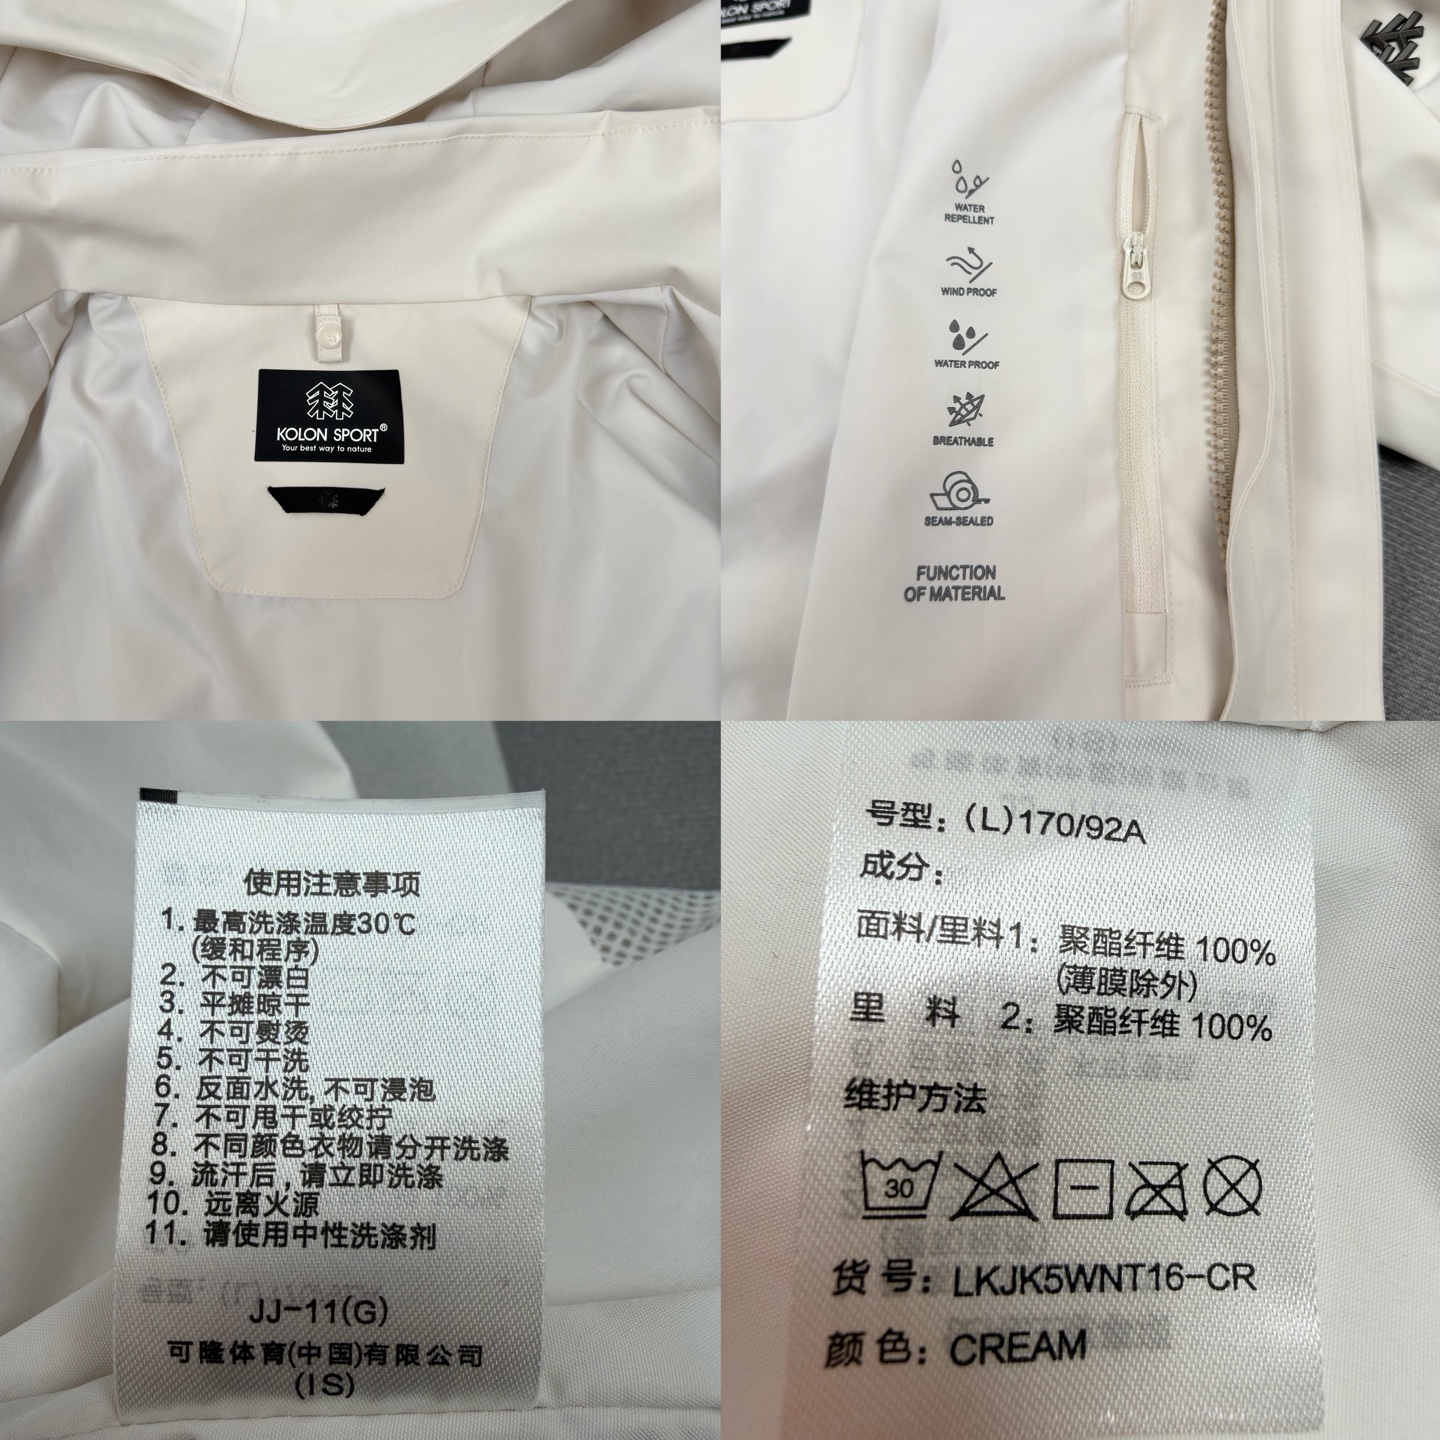 KOLON SPORT®
Your best way to nature
KOLON SPORT
way to nature
WATER
REPELLENT
WIND PROOF
WATER PROOF
BREATHABLE
SEAM-SEALED
FUNCTION
OF MATERIAL
使用注意事项
1. 最高洗涤温度30℃
(缓和程序)
2. 不可漂白
3. 平摊晾干
4. 不可熨烫
5. 不可干洗
6. 反面水洗, 不可浸泡
7. 不可甩干或绞拧
8. 不同颜色衣物请分开洗涤
9. 流汗后, 请立即洗涤
10. 远离火源
11. 请使用中性洗涤剂
JJ-11(G)
可隆体育(中国)有限公司
(IS)
号型: (L)170/92A
成分:
面料/里料1: 聚酯纤维 100%
(薄膜除外)
里 料 2: 聚酯纤维 100%
维护方法
30
货号: LKJK5WNT16-CR
颜色: CREAM